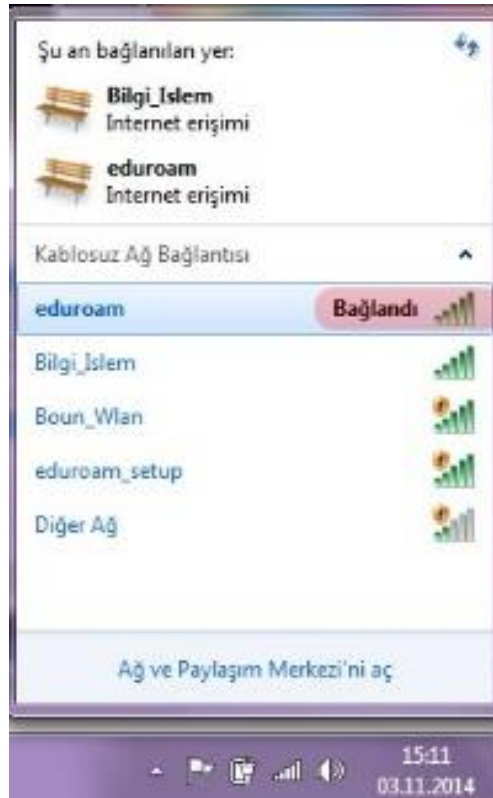 Şu an bağlanılan yer:
Bilgi_Islem
Internet erişimi
eduroam
Internet erişimi
Kablosuz Ağ Bağlantısı
eduroam Bağlandı
Bilgi_Islem
Boun_Wlan
eduroam_setup
Diğer Ağ
Ağ ve Paylaşım Merkezi'ni aç
15:11
03.11.2014